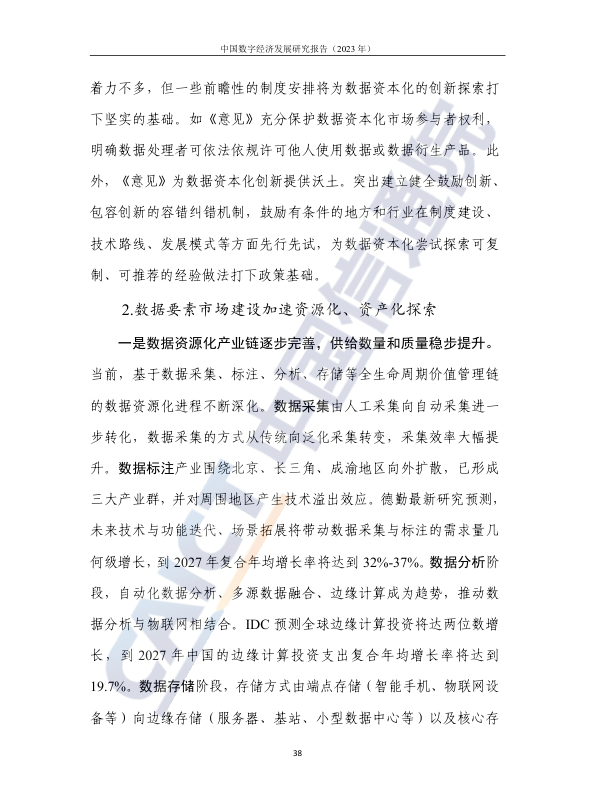 中国数字经济发展研究报告（2023 年）
着力不多，但一些前瞻性的制度安排将为数据资本化的创新探索打
下坚实的基础。如《意见》充分保护数据资本化市场参与者权利，
明确数据处理者可依法依规许可他人使用数据或数据衍生产品。此
外，《意见》为数据资本化创新提供沃土。突出建立健全鼓励创新、
包容创新的容错纠错机制，鼓励有条件的地方和行业在制度建设、
技术路线、发展模式等方面先行先试，为数据资本化尝试探索可复
制、可推荐的经验做法打下政策基础。
2.数据要素市场建设加速资源化、资产化探索
一是数据资源化产业链逐步完善，供给数量和质量稳步提升。
当前，基于数据采集、标注、分析、存储等全生命周期价值管理链
的数据资源化进程不断深化。数据采集由人工采集向自动采集进一
步转化，数据采集的方式从传统向泛化采集转变，采集效率大幅提
升。数据标注产业围绕北京、长三角、成渝地区向外扩散，已形成
三大产业群，并对周围地区产生技术溢出效应。德勤最新研究预测，
未来技术与功能迭代、场景拓展将带动数据采集与标注的需求量几
何级增长，到 2027 年复合年均增长率将达到 32%-37%。数据分析阶
段，自动化数据分析、多源数据融合、边缘计算成为趋势，推动数
据分析与物联网相结合。IDC 预测全球边缘计算投资将达两位数增
长，到 2027 年中国的边缘计算投资支出复合年均增长率将达到
19.7%。数据存储阶段，存储方式由端点存储（智能手机、物联网设
备等）向边缘存储（服务器、基站、小型数据中心等）以及核心存
38
CAICT 中国信通院